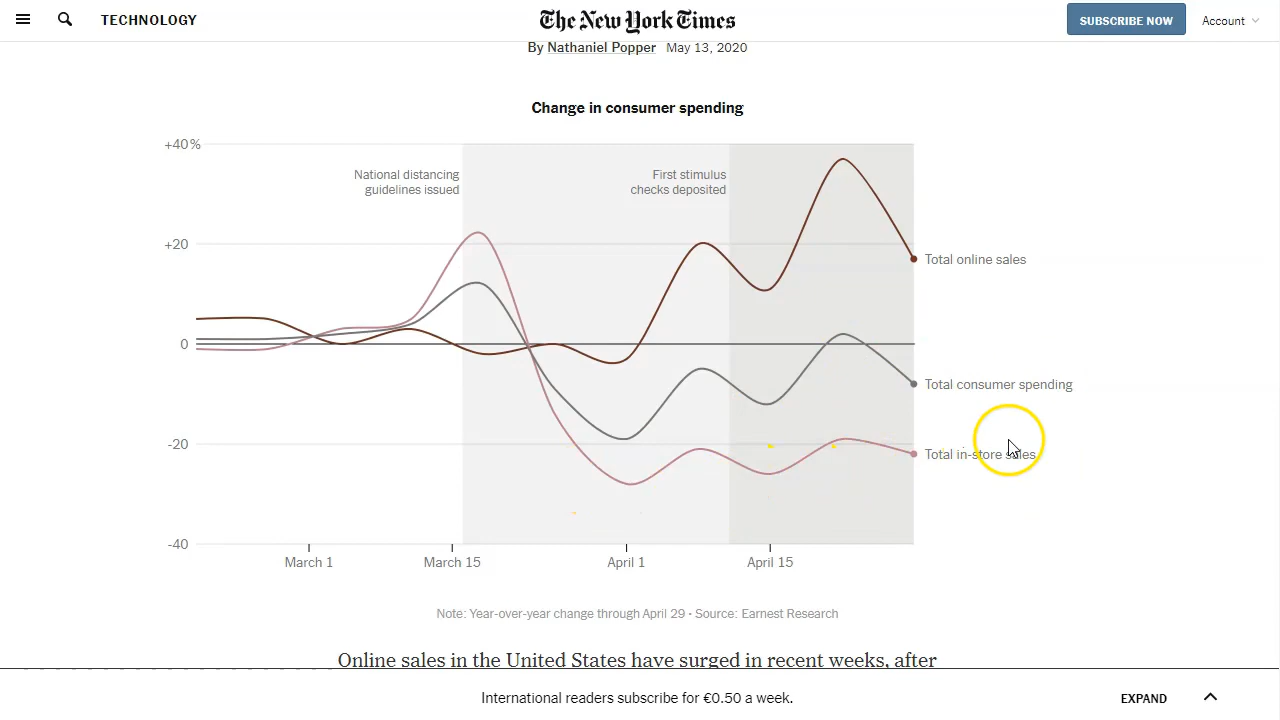 TECHNOLOGY
The New York Times
SUBSCRIBE NOW
Account
By Nathaniel Popper May 13, 2020
Change in consumer spending
+40%
National distancing
guidelines issued
First stimulus
checks deposited
+20
Total online sales
0
Total consumer spending
-20
Total in-store sales
-40
March 1
March 15
April 1
April 15
Note: Year-over-year change through April 29 • Source: Earnest Research
Online sales in the United States have surged in recent weeks, after
International readers subscribe for €0.50 a week.
EXPAND